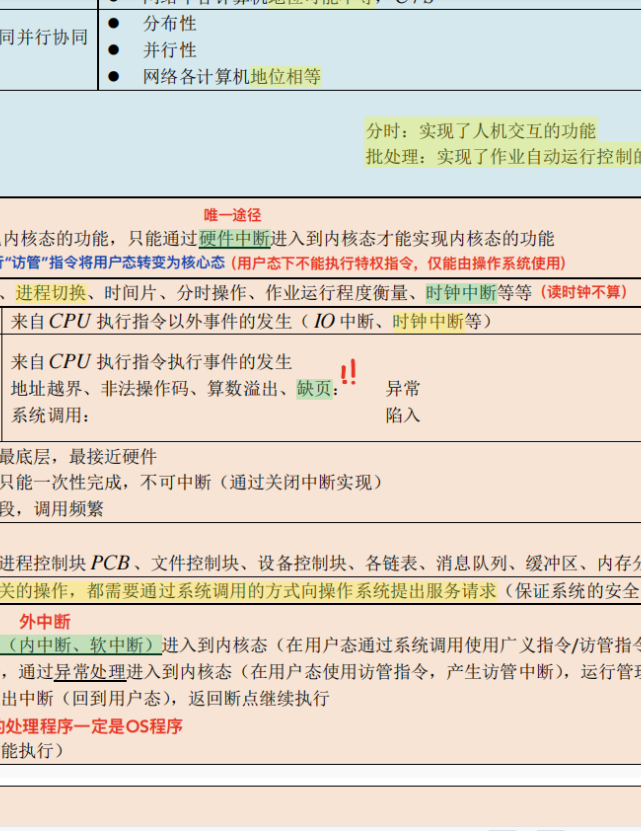 网络中各计算机地位可能不等，C/S
● 分布性
同并行协同
● 并行性
● 网络各计算机地位相等
分时：实现了人机交互的功能
批处理：实现了作业自动运行控制的
唯一途径
内核态的功能，只能通过硬件中断进入到内核态才能实现内核态的功能
行“访管”指令将用户态转变为核心态（用户态下不能执行特权指令，仅能由操作系统使用）
、进程切换、时间片、分时操作、作业运行程度衡量、时钟中断等等（读时钟不算）
来自 CPU 执行指令以外事件的发生（IO 中断、时钟中断等）
来自 CPU 执行指令执行事件的发生
地址越界、非法操作码、算数溢出、缺页： !! 异常
系统调用： 陷入
最底层，最接近硬件
只能一次性完成，不可中断（通过关闭中断实现）
段，调用频繁
进程控制块 PCB、文件控制块、设备控制块、各链表、消息队列、缓冲区、内存分
关的操作，都需要通过系统调用的方式向操作系统提出服务请求（保证系统的安全
外中断
（内中断、软中断）进入到内核态（在用户态通过系统调用使用广义指令/访管指令
，通过异常处理进入到内核态（在用户态使用访管指令，产生访管中断），运行管理
出中断（回到用户态），返回断点继续执行
的处理程序一定是OS程序
能执行）